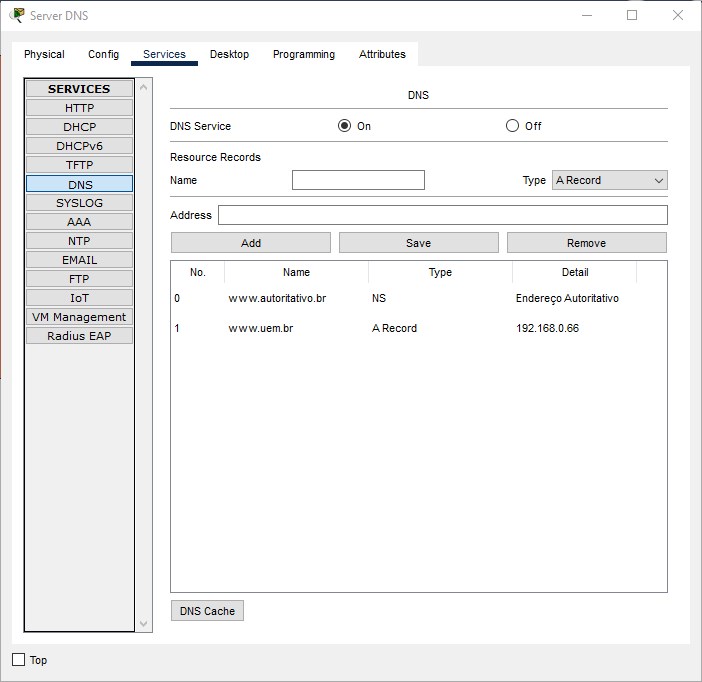 Server DNS
Physical Config Services Desktop Programming Attributes
SERVICES
HTTP
DHCP
DHCPv6
TFTP
DNS
SYSLOG
AAA
NTP
EMAIL
FTP
IoT
VM Management
Radius EAP
DNS
DNS Service On Off
Resource Records
Name Type A Record
Address
Add Save Remove
No. Name Type Detail
0 www.autoritativo.br NS Endereço Autoritativo
1 www.uem.br A Record 192.168.0.66
DNS Cache
Top